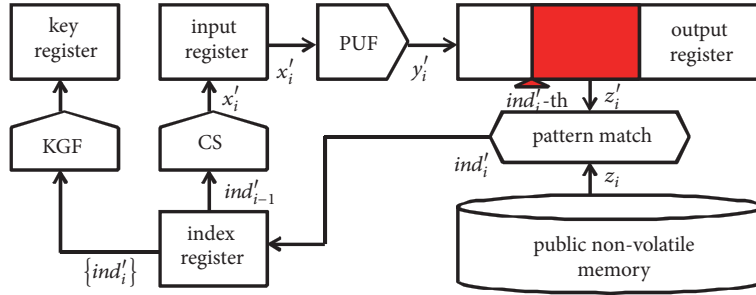 key
register
input
register
PUF
output
register
x′ᵢ
y′ᵢ
ind′ᵢ-th
z′ᵢ
x′ᵢ
KGF
CS
pattern match
ind′ᵢ
zᵢ
ind′ᵢ₋₁
index
register
{ind′ᵢ}
public non-volatile
memory